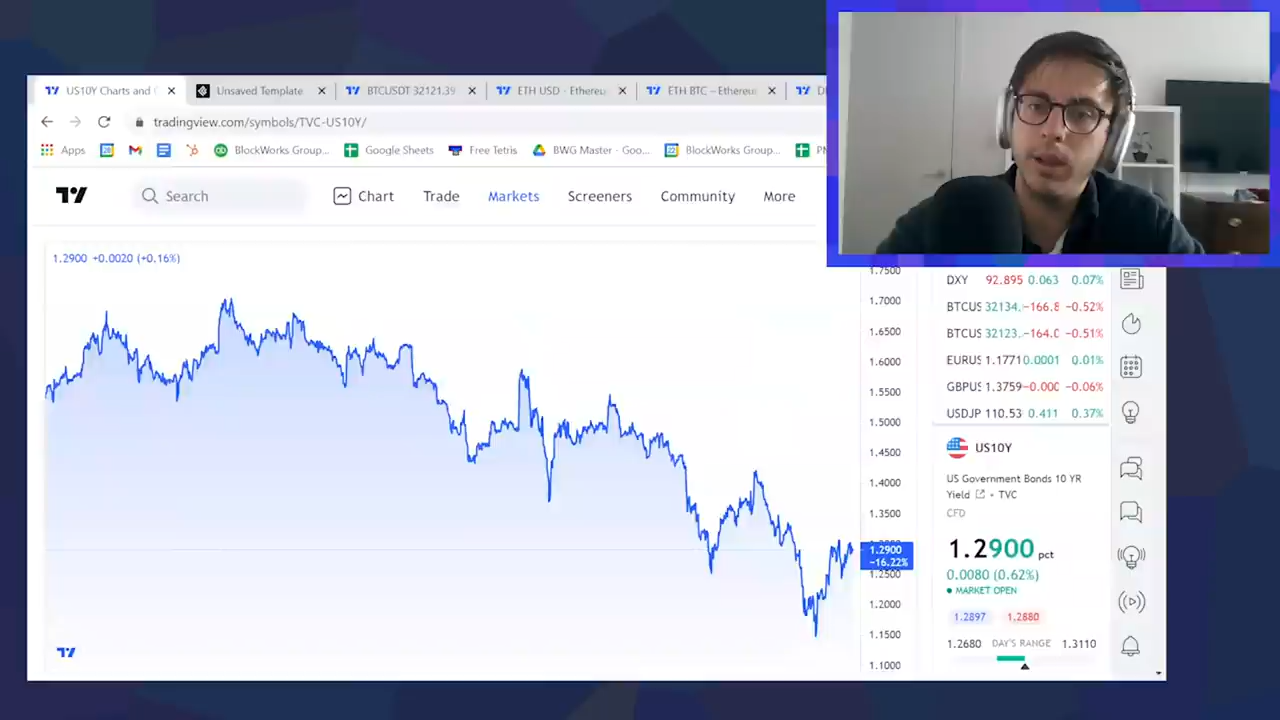 US10Y Charts and
Unsaved Template
BTCUSDT 32121.39
ETH USD - Ethereu
ETH BTC – Ethereu
tradingview.com/symbols/TVC-US10Y/
Apps
BlockWorks Group...
Google Sheets
Free Tetris
BWG Master - Goo...
BlockWorks Group...
Search
Chart
Trade
Markets
Screeners
Community
More
1.2900 +0.0020 (+0.16%)
1.7500
1.7000
1.6500
1.6000
1.5500
1.5000
1.4500
1.4000
1.3500
1.2900
−16.22%
1.2500
1.2000
1.1500
1.1000
DXY 92.895 0.063 0.07%
BTCUS 32134. −166.8 −0.52%
BTCUS 32123. −164.0 −0.51%
EURUS 1.1771 0.0001 0.01%
GBPUS 1.3759 −0.000 −0.06%
USDJP 110.53 0.411 0.37%
US10Y
US Government Bonds 10 YR
Yield • TVC
CFD
1.2900 pct
0.0080 (0.62%)
MARKET OPEN
1.2897 1.2880
1.2680 DAY'S RANGE 1.3110